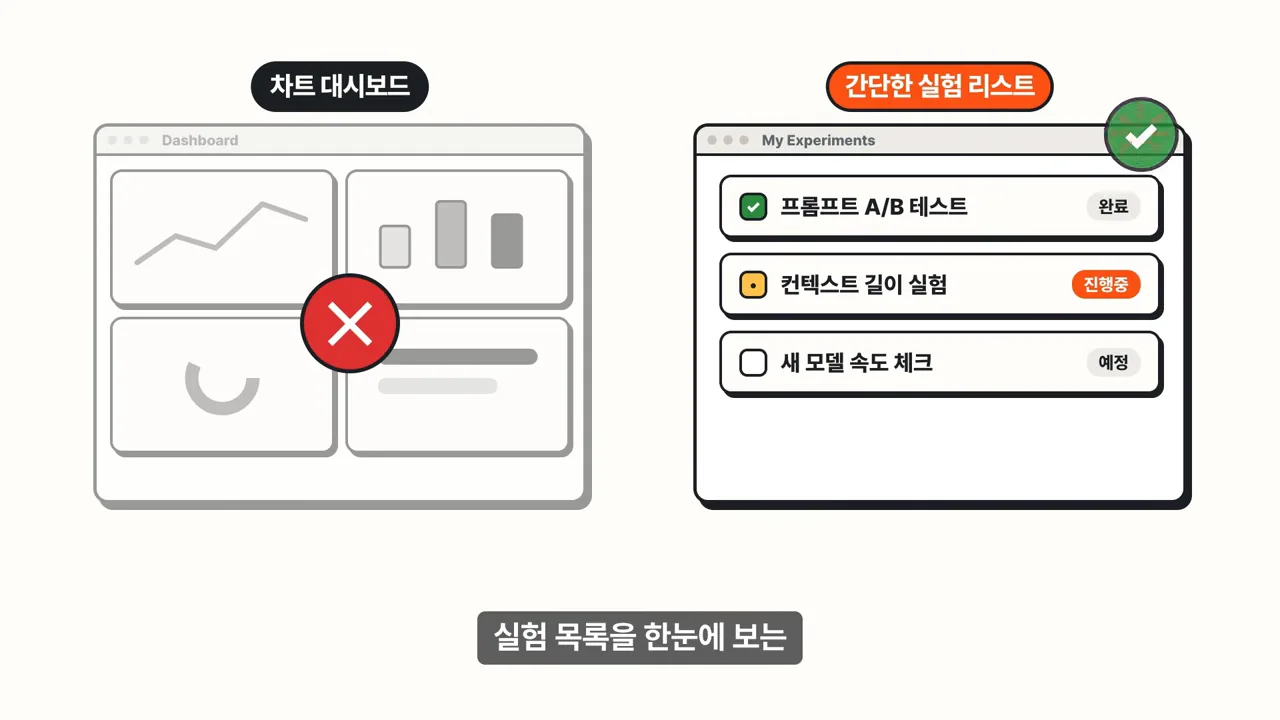 차트 대시보드
Dashboard
간단한 실험 리스트
My Experiments
프롬프트 A/B 테스트
완료
컨텍스트 길이 실험
진행중
새 모델 속도 체크
예정
실험 목록을 한눈에 보는